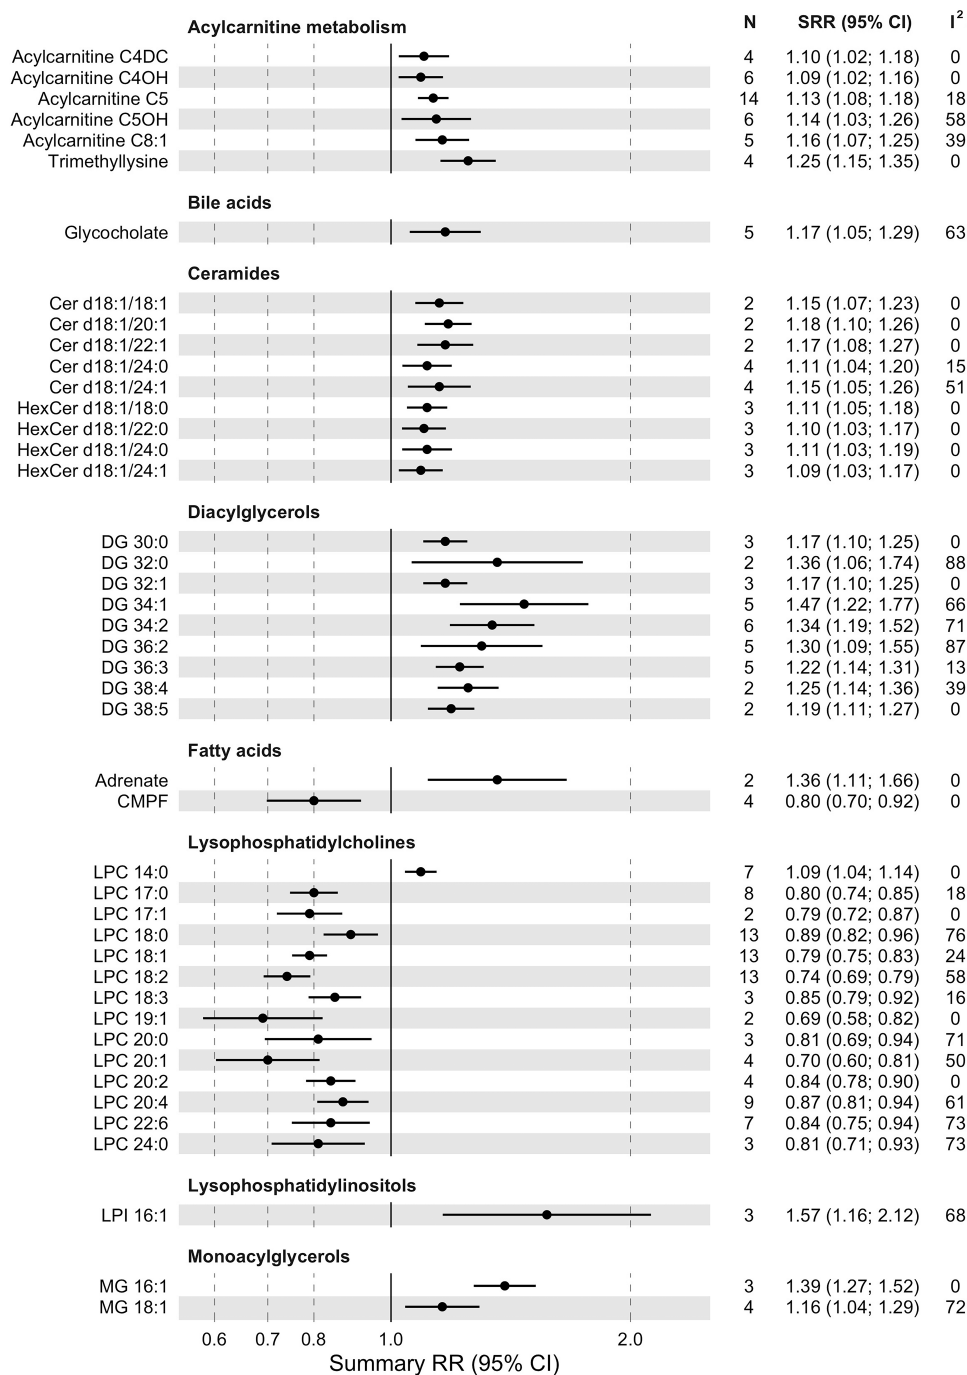 N SRR (95% CI) I²
Acylcarnitine metabolism
Acylcarnitine C4DC 4 1.10 (1.02; 1.18) 0
Acylcarnitine C4OH 6 1.09 (1.02; 1.16) 0
Acylcarnitine C5 14 1.13 (1.08; 1.18) 18
Acylcarnitine C5OH 6 1.14 (1.03; 1.26) 58
Acylcarnitine C8:1 5 1.16 (1.07; 1.25) 39
Trimethyllysine 4 1.25 (1.15; 1.35) 0
Bile acids
Glycocholate 5 1.17 (1.05; 1.29) 63
Ceramides
Cer d18:1/18:1 2 1.15 (1.07; 1.23) 0
Cer d18:1/20:1 2 1.18 (1.10; 1.26) 0
Cer d18:1/22:1 2 1.17 (1.08; 1.27) 0
Cer d18:1/24:0 4 1.11 (1.04; 1.20) 15
Cer d18:1/24:1 4 1.15 (1.05; 1.26) 51
HexCer d18:1/18:0 3 1.11 (1.05; 1.18) 0
HexCer d18:1/22:0 3 1.10 (1.03; 1.17) 0
HexCer d18:1/24:0 3 1.11 (1.03; 1.19) 0
HexCer d18:1/24:1 3 1.09 (1.03; 1.17) 0
Diacylglycerols
DG 30:0 3 1.17 (1.10; 1.25) 0
DG 32:0 2 1.36 (1.06; 1.74) 88
DG 32:1 3 1.17 (1.10; 1.25) 0
DG 34:1 5 1.47 (1.22; 1.77) 66
DG 34:2 6 1.34 (1.19; 1.52) 71
DG 36:2 5 1.30 (1.09; 1.55) 87
DG 36:3 5 1.22 (1.14; 1.31) 13
DG 38:4 2 1.25 (1.14; 1.36) 39
DG 38:5 2 1.19 (1.11; 1.27) 0
Fatty acids
Adrenate 2 1.36 (1.11; 1.66) 0
CMPF 4 0.80 (0.70; 0.92) 0
Lysophosphatidylcholines
LPC 14:0 7 1.09 (1.04; 1.14) 0
LPC 17:0 8 0.80 (0.74; 0.85) 18
LPC 17:1 2 0.79 (0.72; 0.87) 0
LPC 18:0 13 0.89 (0.82; 0.96) 76
LPC 18:1 13 0.79 (0.75; 0.83) 24
LPC 18:2 13 0.74 (0.69; 0.79) 58
LPC 18:3 3 0.85 (0.79; 0.92) 16
LPC 19:1 2 0.69 (0.58; 0.82) 0
LPC 20:0 3 0.81 (0.69; 0.94) 71
LPC 20:1 4 0.70 (0.60; 0.81) 50
LPC 20:2 4 0.84 (0.78; 0.90) 0
LPC 20:4 9 0.87 (0.81; 0.94) 61
LPC 22:6 7 0.84 (0.75; 0.94) 73
LPC 24:0 3 0.81 (0.71; 0.93) 73
Lysophosphatidylinositols
LPI 16:1 3 1.57 (1.16; 2.12) 68
Monoacylglycerols
MG 16:1 3 1.39 (1.27; 1.52) 0
MG 18:1 4 1.16 (1.04; 1.29) 72
0.6 0.7 0.8 1.0 2.0
Summary RR (95% CI)